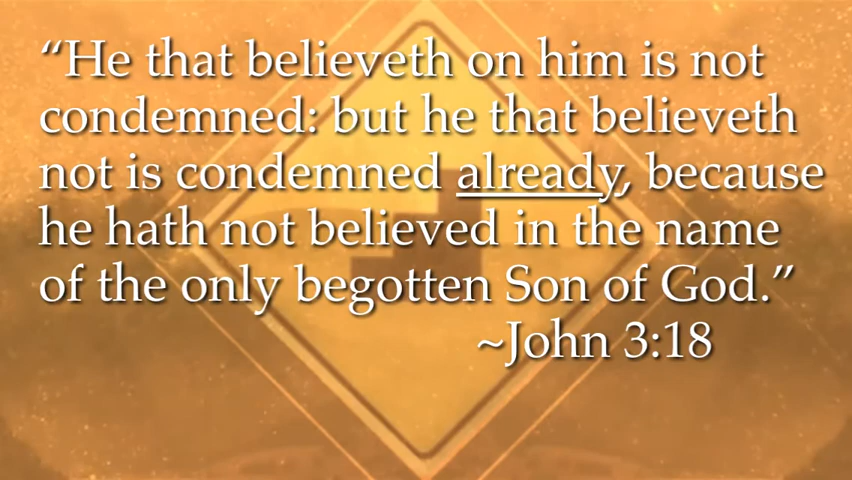 “He that believeth on him is not
condemned: but he that believeth
not is condemned already, because
he hath not believed in the name
of the only begotten Son of God.”
~John 3:18